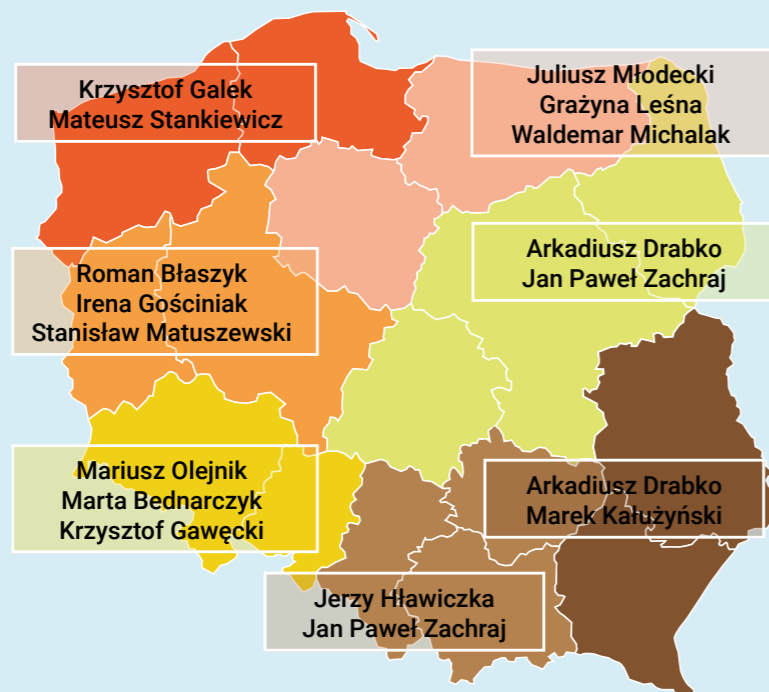 Krzysztof Galek
Mateusz Stankiewicz
Juliusz Młodecki
Grażyna Leśna
Waldemar Michalak
Roman Błaszyk
Irena Gościniak
Stanisław Matuszewski
Arkadiusz Drabko
Jan Paweł Zachraj
Mariusz Olejnik
Marta Bednarczyk
Krzysztof Gawęcki
Arkadiusz Drabko
Marek Kałużyński
Jerzy Hławiczka
Jan Paweł Zachraj